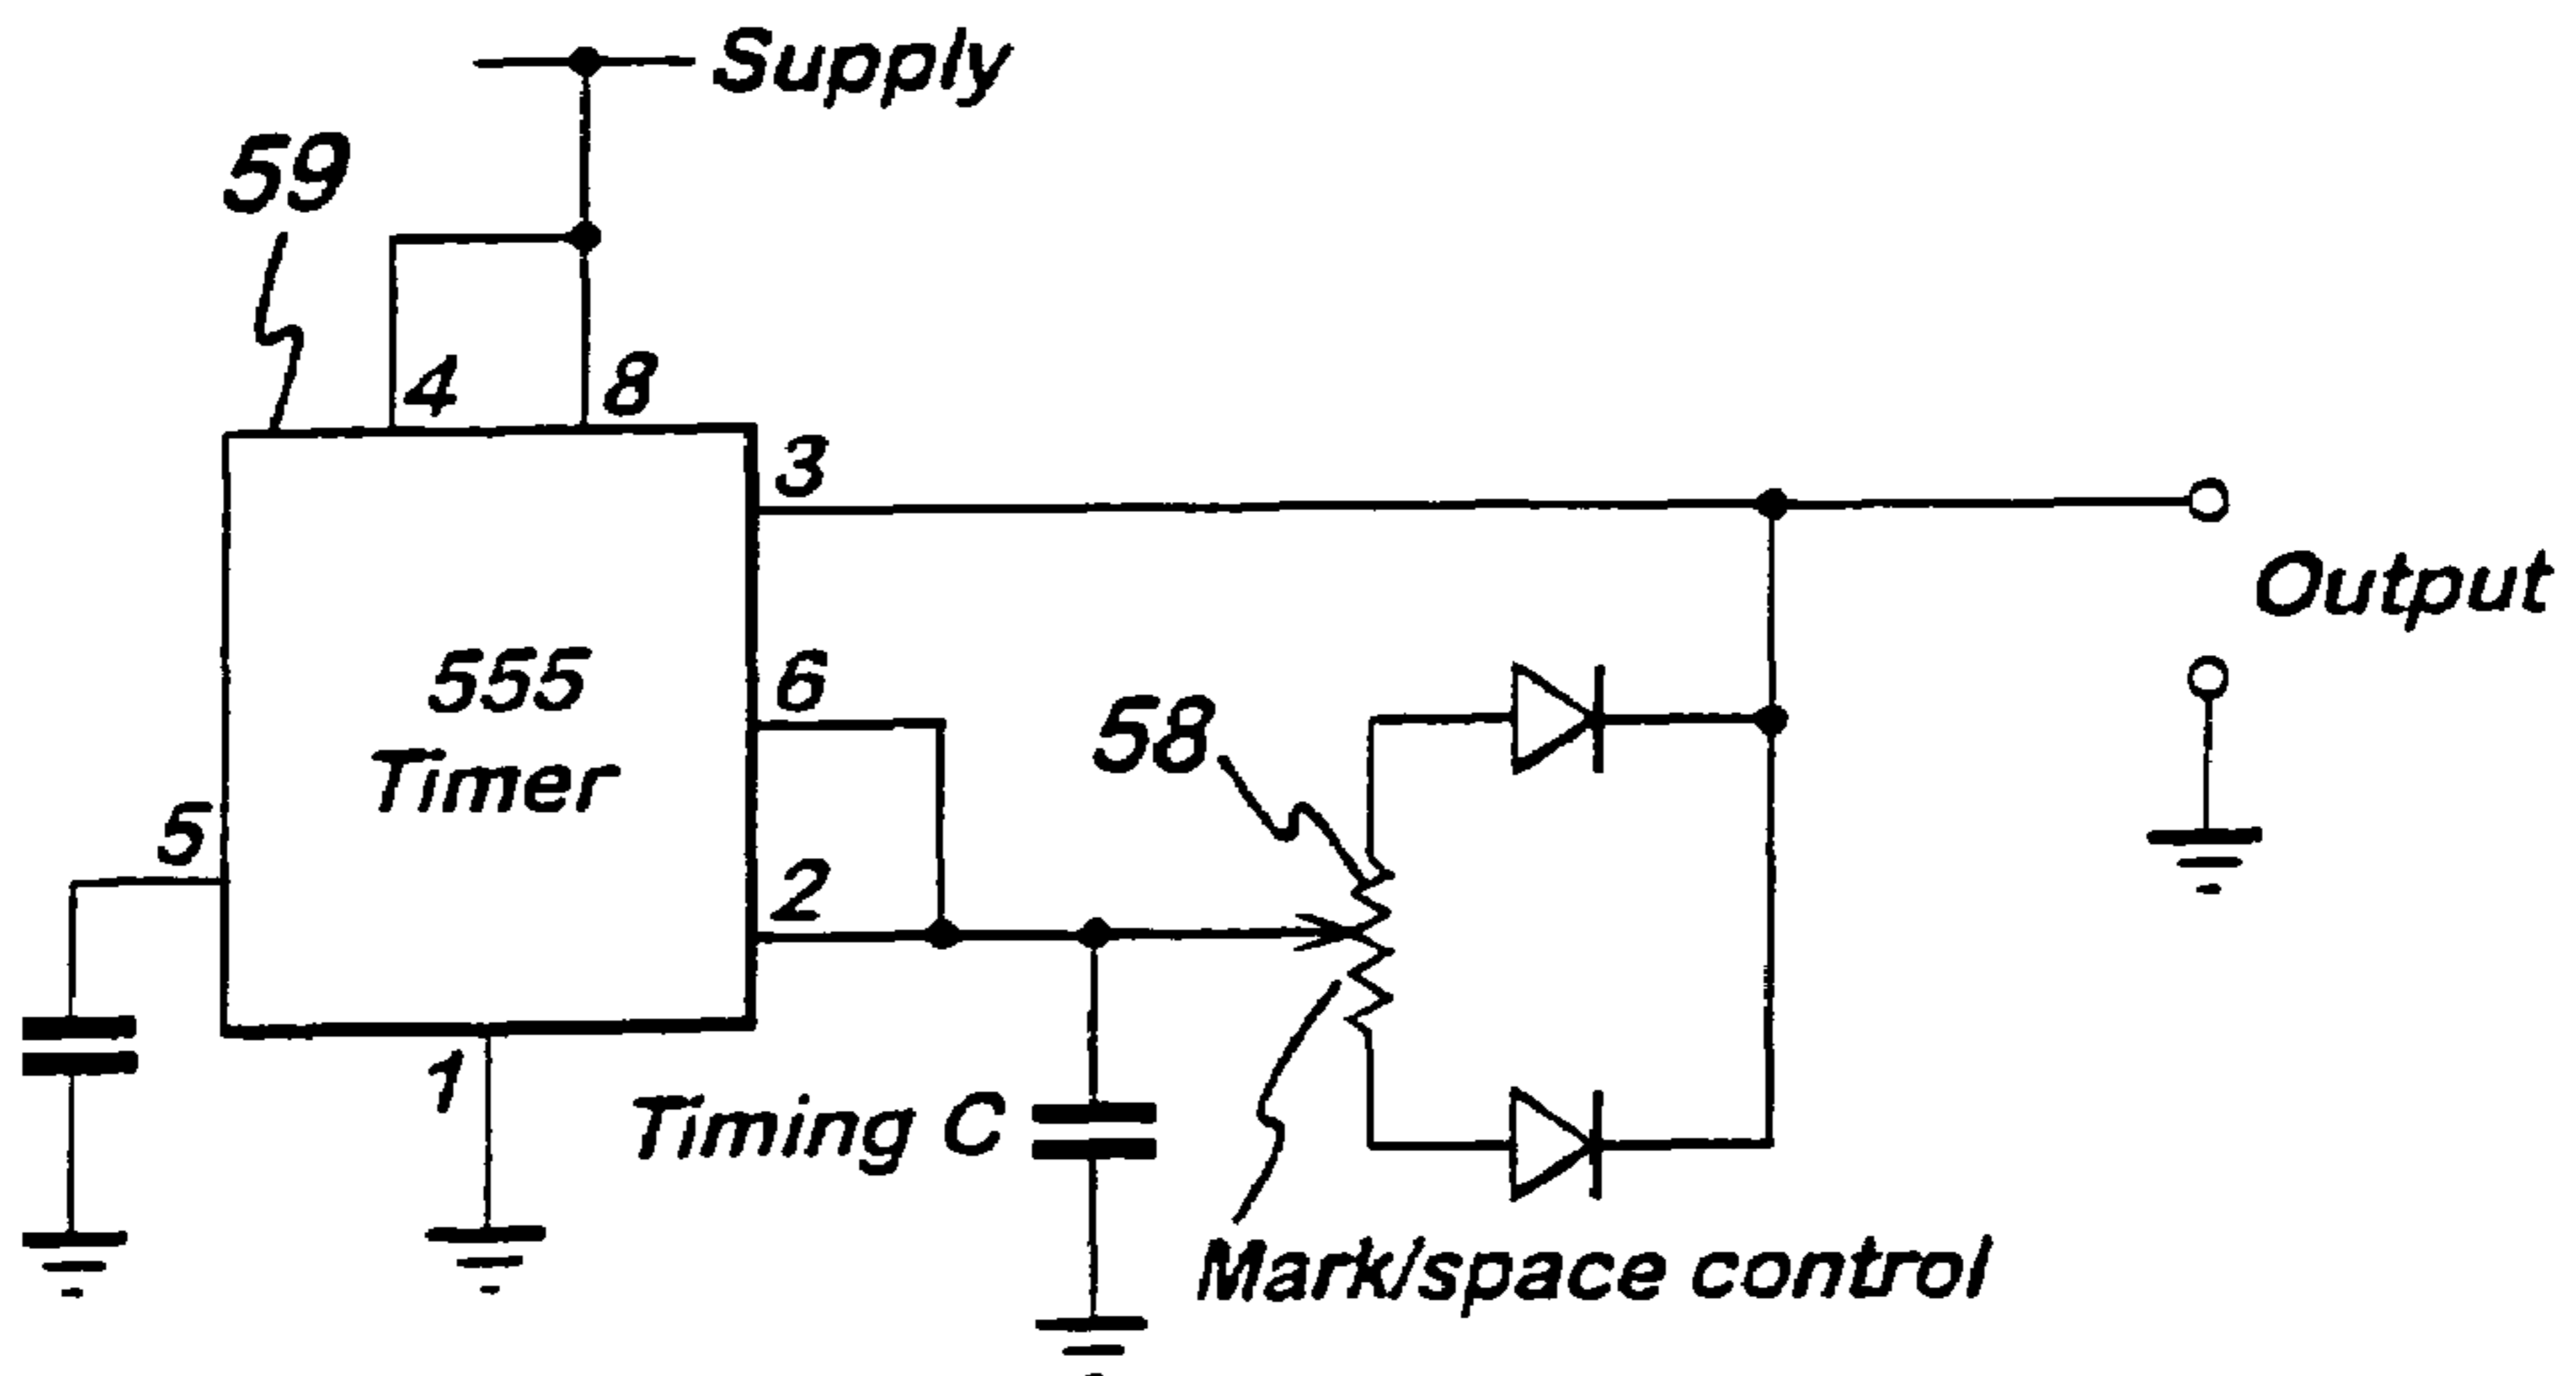 Supply
59
4
8
3
Output
555
Timer
6
58
5
2
1
Timing C
Mark/space control